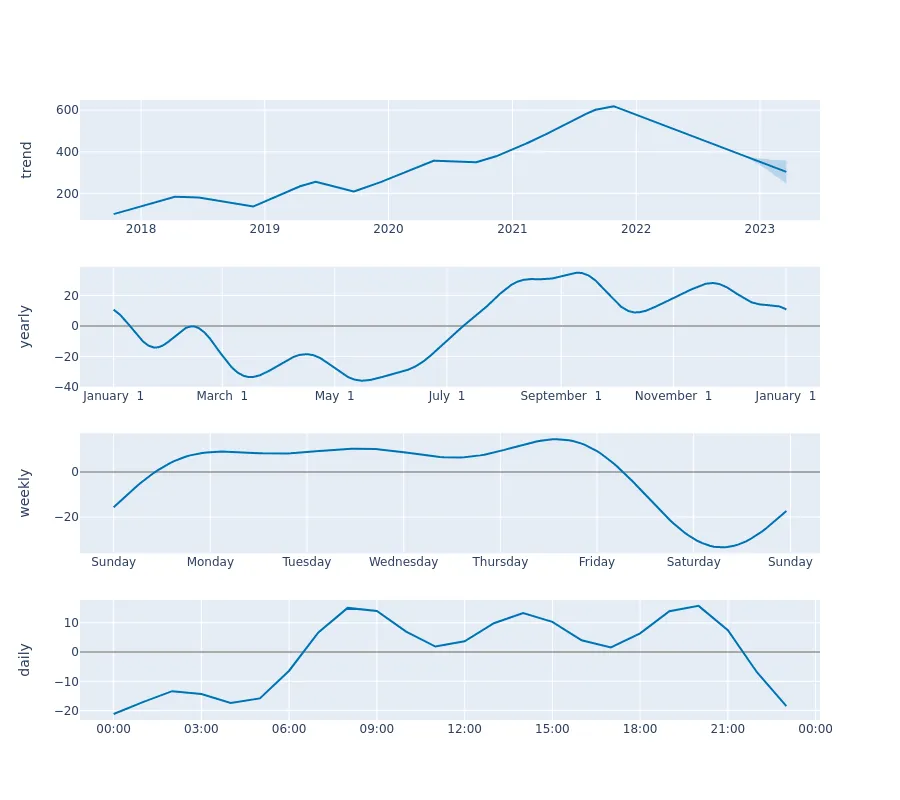 trend
600
400
200
2018 2019 2020 2021 2022 2023
yearly
20
0
−20
−40
January 1 March 1 May 1 July 1 September 1 November 1 January 1
weekly
0
−20
Sunday Monday Tuesday Wednesday Thursday Friday Saturday Sunday
daily
10
0
−10
−20
00:00 03:00 06:00 09:00 12:00 15:00 18:00 21:00 00:00